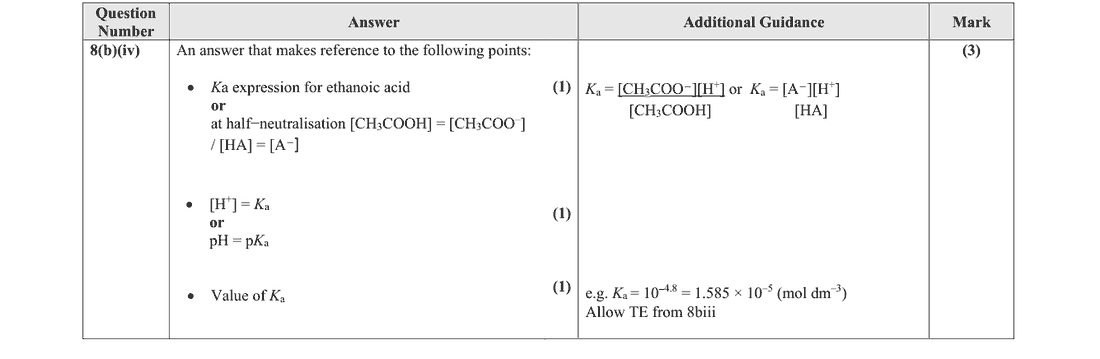 Question Number
Answer
Additional Guidance
Mark
8(b)(iv)
An answer that makes reference to the following points:
(3)
• Ka expression for ethanoic acid (1)
or
at half−neutralisation [CH₃COOH] = [CH₃COO⁻]
/ [HA] = [A⁻]
Kₐ = [CH₃COO⁻][H⁺] or Kₐ = [A⁻][H⁺]
[CH₃COOH] [HA]
• [H⁺] = Kₐ
or
(1)
pH = pKₐ
• Value of Kₐ (1)
e.g. Kₐ = 10⁻⁴·⁸ = 1.585 × 10⁻⁵ (mol dm⁻³)
Allow TE from 8biii